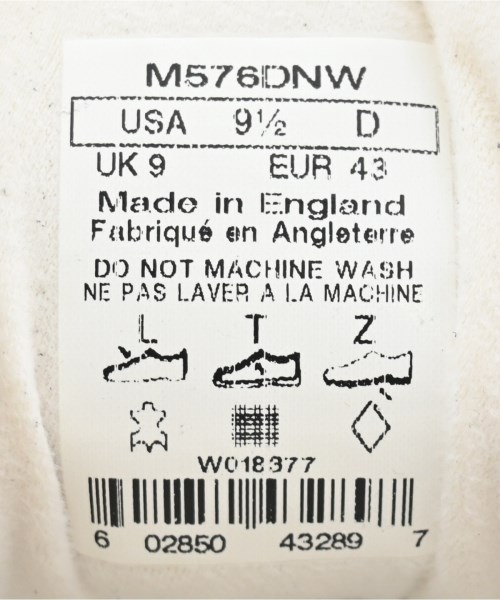 M576DNW
USA 9½ D
UK 9 EUR 43
Made in England
Fabriqué en Angleterre
DO NOT MACHINE WASH
NE PAS LAVER A LA MACHINE
L T Z
W018377
6 02850 43289 7